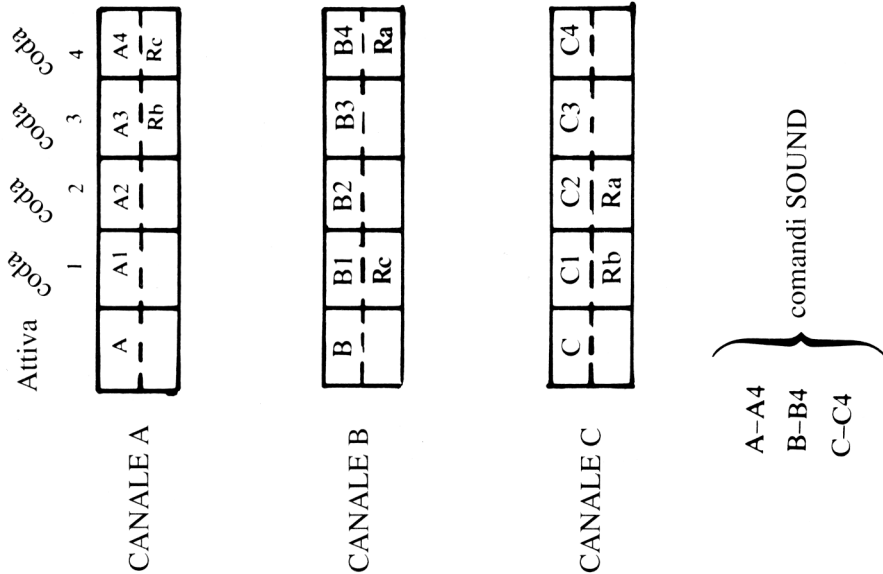 Attiva coda coda coda coda
1 2 3 4
CANALE A
A A1 A2 A3 A4
Rb Rc
CANALE B
B B1 B2 B3 B4
Rc Ra
CANALE C
C C1 C2 C3 C4
Rb Ra
A–A4
B–B4
C–C4
comandi SOUND